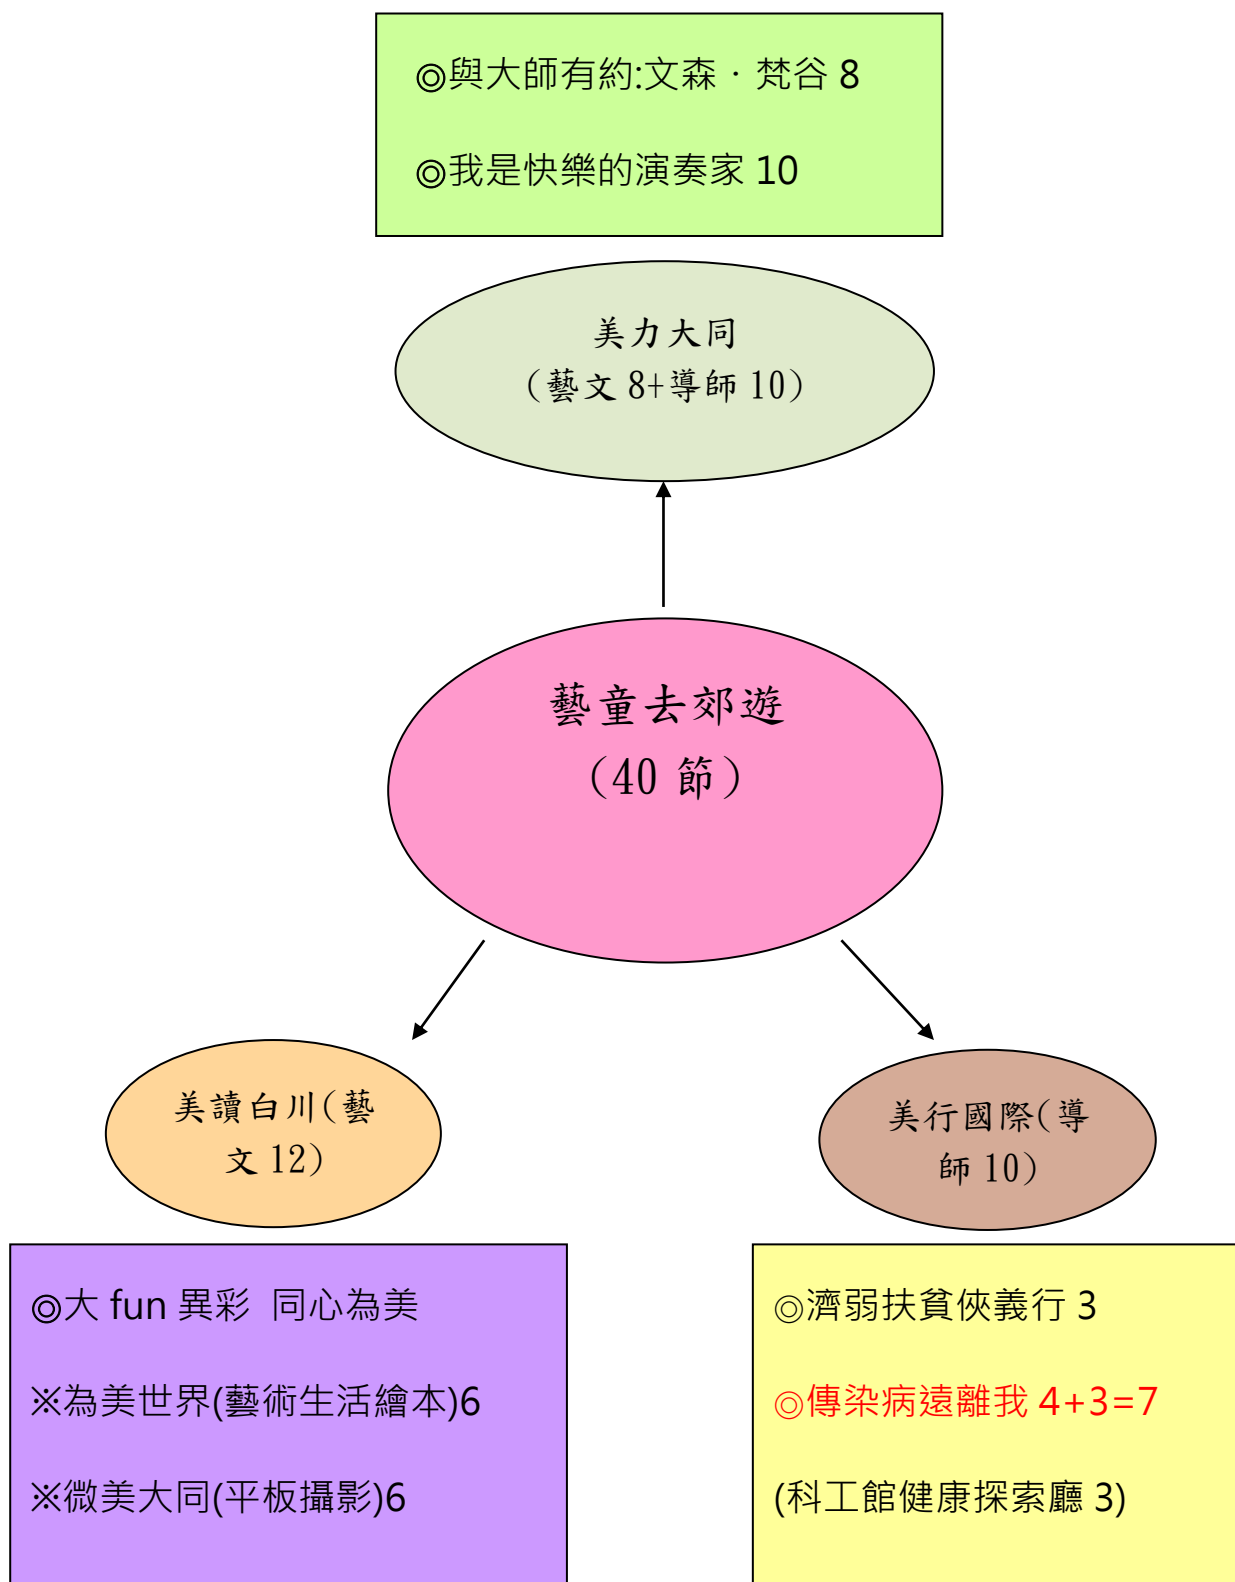 ◎與大師有約:文森‧梵谷 8
◎我是快樂的演奏家 10
美力大同
(藝文 8+導師 10)
藝童去郊遊
(40 節)
美讀白川(藝
文 12)
美行國際(導
師 10)
◎大 fun 異彩 同心為美
※為美世界(藝術生活繪本)6
※微美大同(平板攝影)6
◎濟弱扶貧俠義行 3
◎傳染病遠離我 4+3=7
(科工館健康探索廳 3)